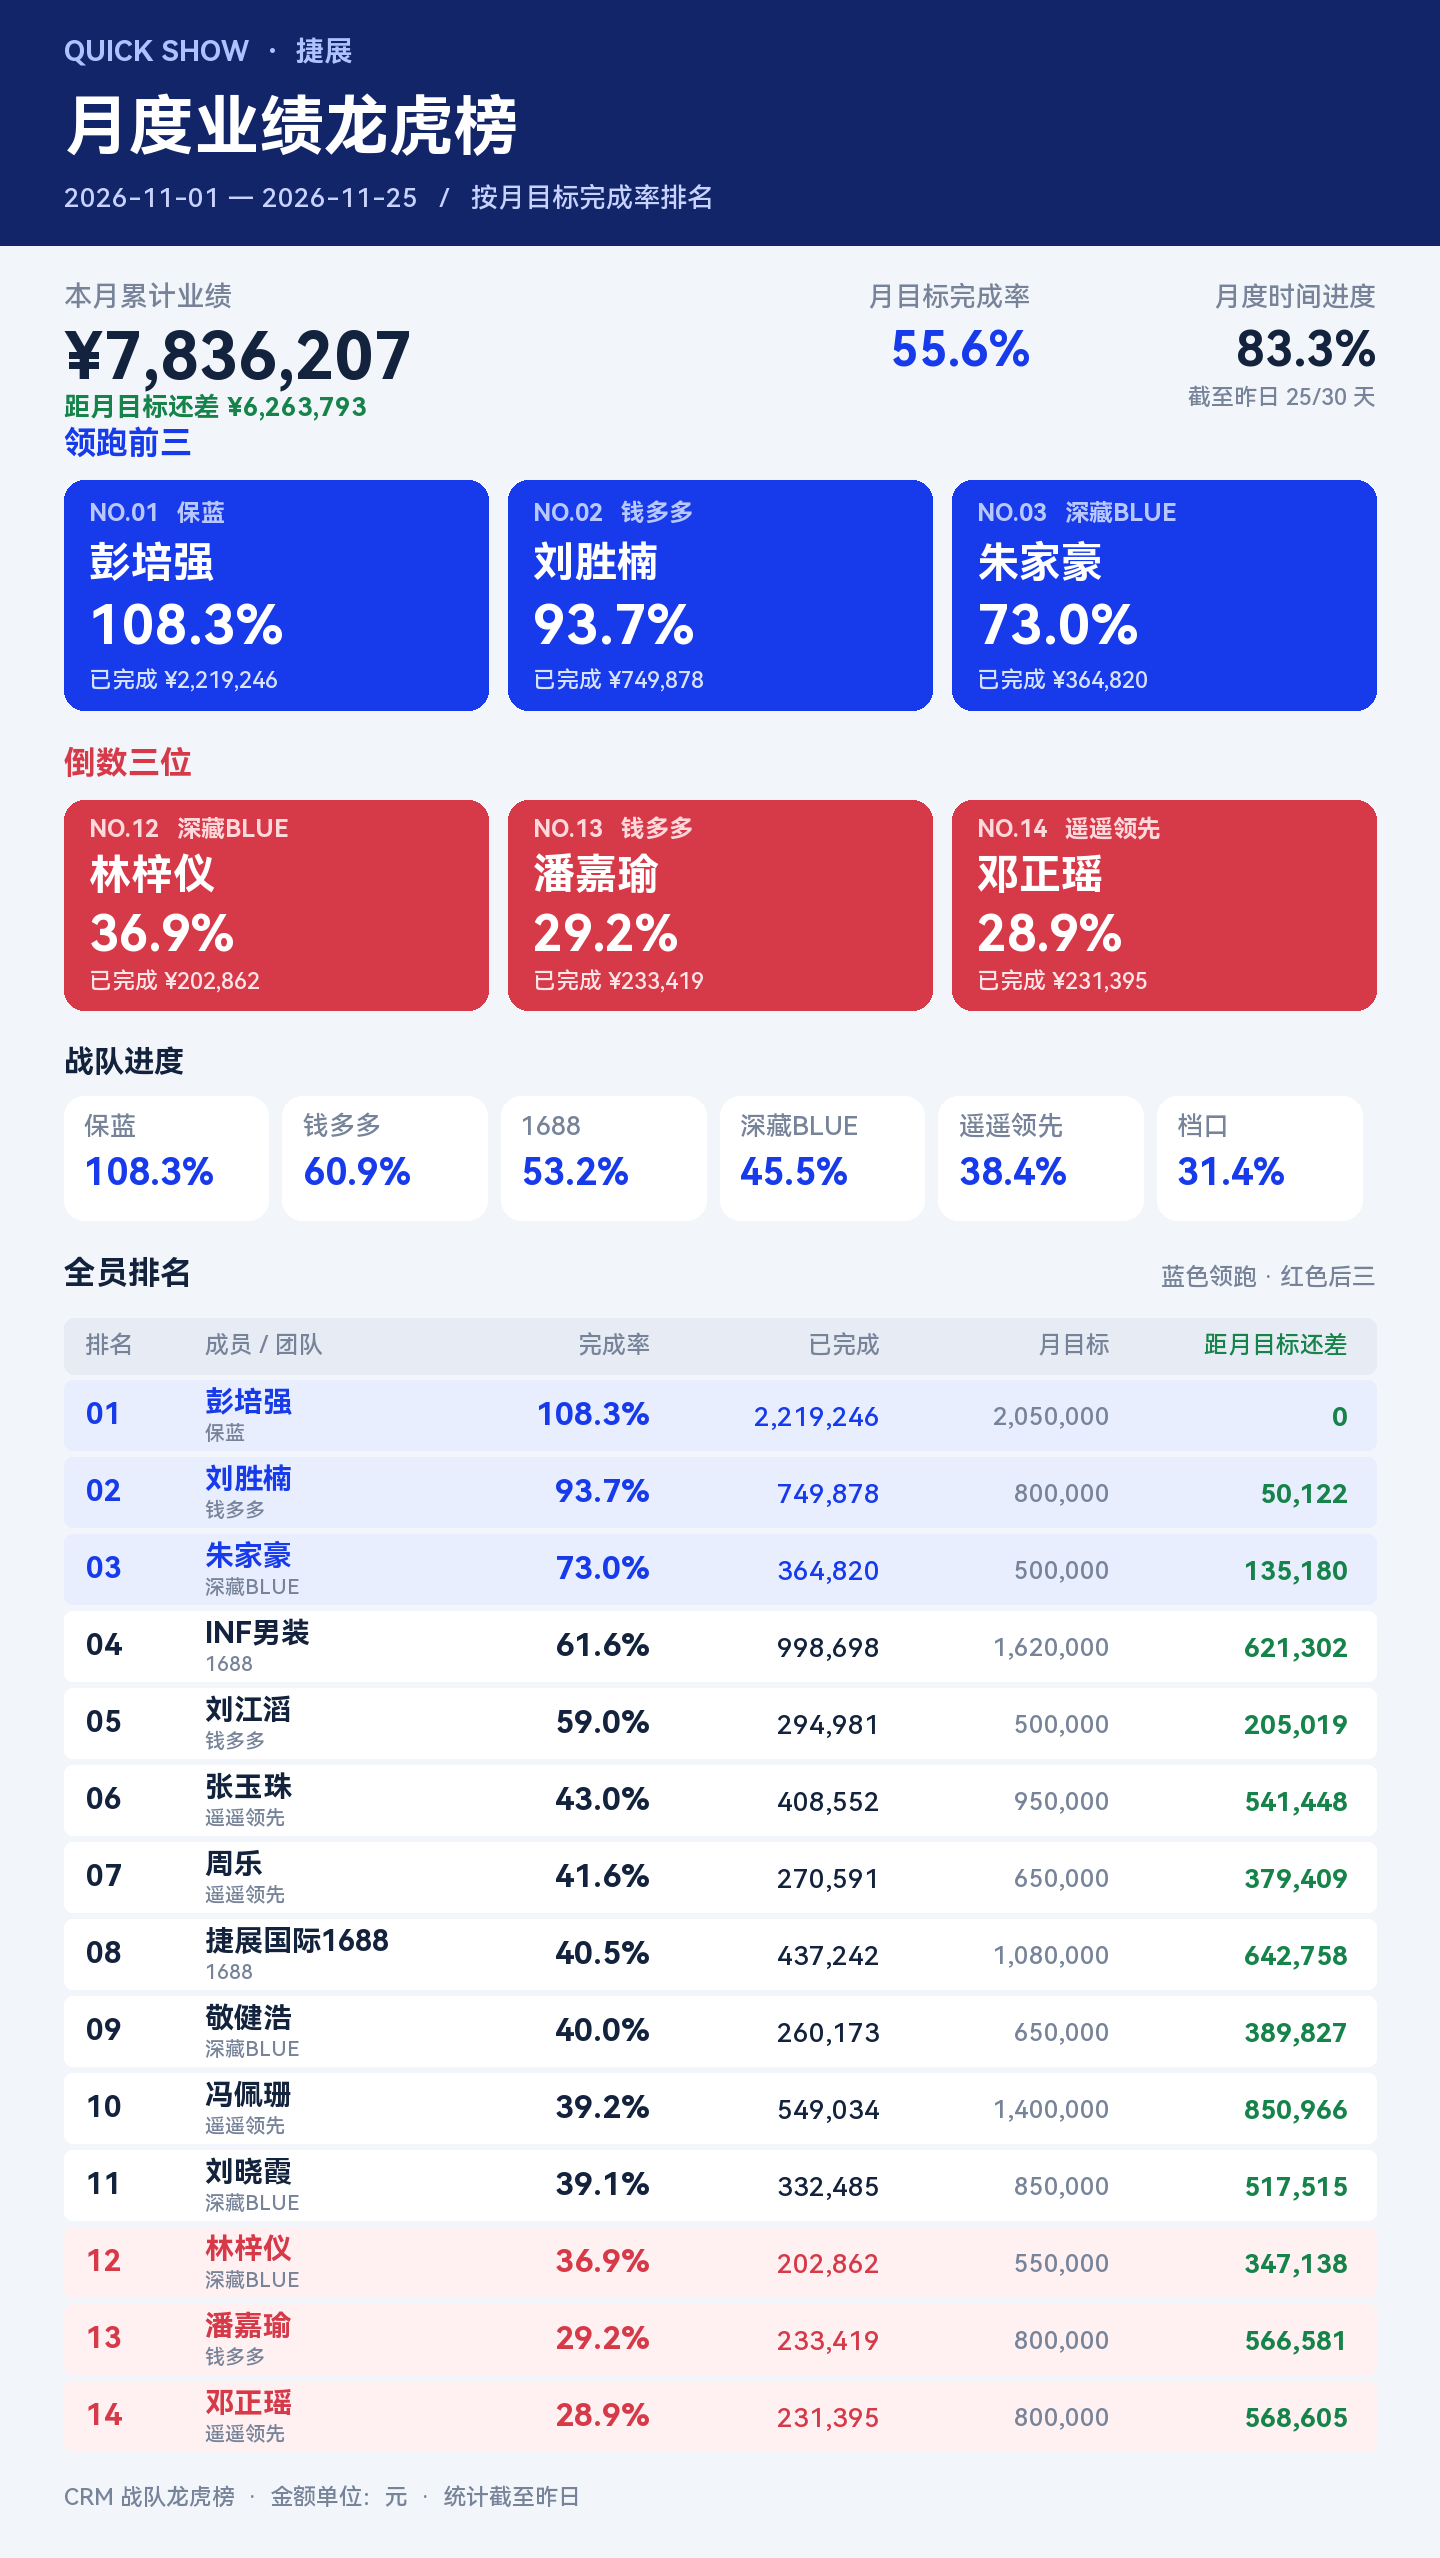 QUICK SHOW · 捷展
月度业绩龙虎榜
2026-11-01 — 2026-11-25 / 按月目标完成率排名
本月累计业绩 月目标完成率 月度时间进度
¥7,836,207 55.6% 83.3%
距月目标还差 ¥6,263,793 截至昨日 25/30 天
领跑前三
NO.01 保蓝 NO.02 钱多多 NO.03 深藏BLUE
彭培强 刘胜楠 朱家豪
108.3% 93.7% 73.0%
已完成 ¥2,219,246 已完成 ¥749,878 已完成 ¥364,820
倒数三位
NO.12 深藏BLUE NO.13 钱多多 NO.14 遥遥领先
林梓仪 潘嘉瑜 邓正瑶
36.9% 29.2% 28.9%
已完成 ¥202,862 已完成 ¥233,419 已完成 ¥231,395
战队进度
保蓝 钱多多 1688 深藏BLUE 遥遥领先 档口
108.3% 60.9% 53.2% 45.5% 38.4% 31.4%
全员排名 蓝色领跑 · 红色后三
排名 成员 / 团队 完成率 已完成 月目标 距月目标还差
01 彭培强 108.3% 2,219,246 2,050,000 0
保蓝
02 刘胜楠 93.7% 749,878 800,000 50,122
钱多多
03 朱家豪 73.0% 364,820 500,000 135,180
深藏BLUE
04 INF男装 61.6% 998,698 1,620,000 621,302
1688
05 刘江滔 59.0% 294,981 500,000 205,019
钱多多
06 张玉珠 43.0% 408,552 950,000 541,448
遥遥领先
07 周乐 41.6% 270,591 650,000 379,409
遥遥领先
08 捷展国际1688 40.5% 437,242 1,080,000 642,758
1688
09 敬健浩 40.0% 260,173 650,000 389,827
深藏BLUE
10 冯佩珊 39.2% 549,034 1,400,000 850,966
遥遥领先
11 刘晓霞 39.1% 332,485 850,000 517,515
深藏BLUE
12 林梓仪 36.9% 202,862 550,000 347,138
深藏BLUE
13 潘嘉瑜 29.2% 233,419 800,000 566,581
钱多多
14 邓正瑶 28.9% 231,395 800,000 568,605
遥遥领先
CRM 战队龙虎榜 · 金额单位：元 · 统计截至昨日